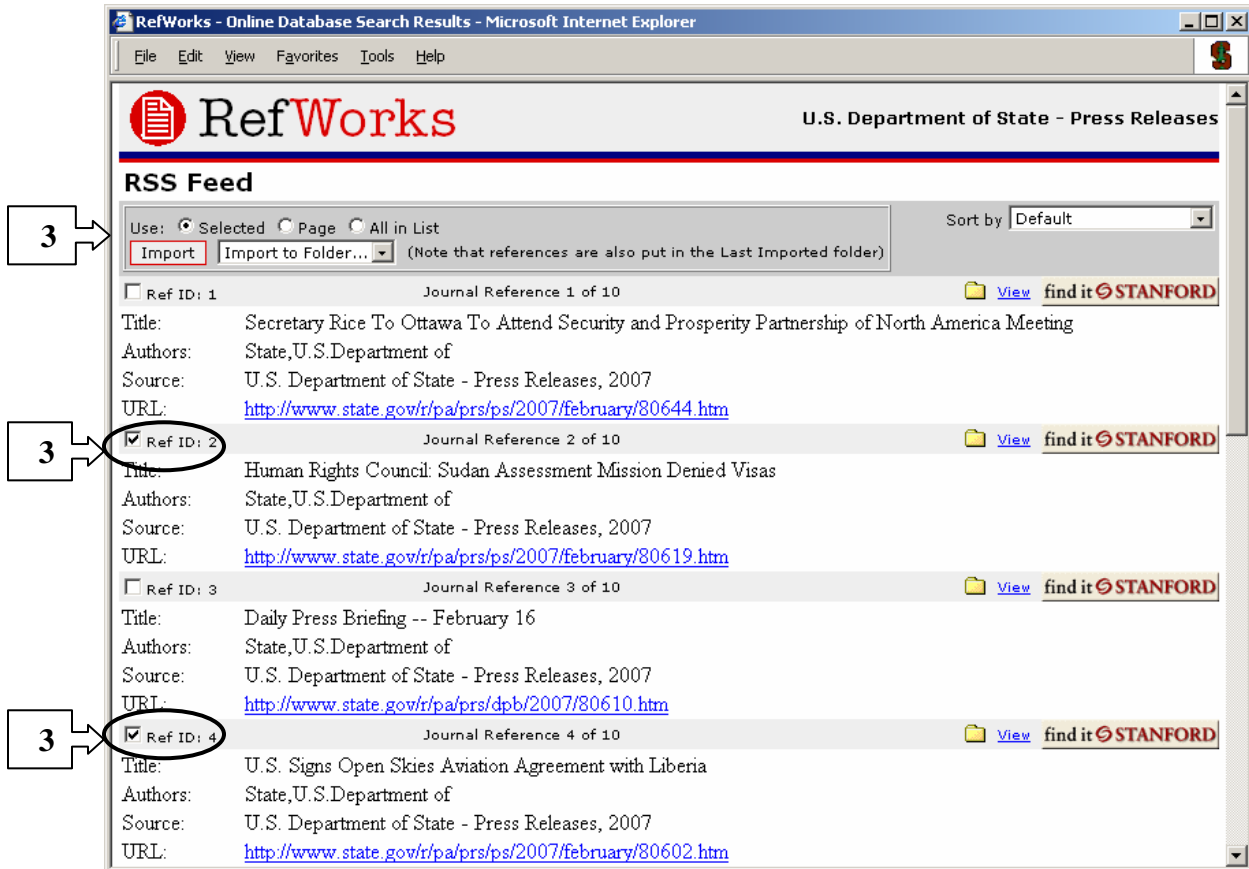 RefWorks - Online Database Search Results - Microsoft Internet Explorer
File Edit View Favorites Tools Help
RefWorks U.S. Department of State - Press Releases
RSS Feed
3
Use: Selected Page All in List Sort by Default
Import Import to Folder... (Note that references are also put in the Last Imported folder)
Ref ID: 1 Journal Reference 1 of 10 View find it STANFORD
Title: Secretary Rice To Ottawa To Attend Security and Prosperity Partnership of North America Meeting
Authors: State,U.S.Department of
Source: U.S. Department of State - Press Releases, 2007
URL: http://www.state.gov/r/pa/prs/ps/2007/february/80644.htm
3 Ref ID: 2 Journal Reference 2 of 10 View find it STANFORD
Title: Human Rights Council: Sudan Assessment Mission Denied Visas
Authors: State,U.S.Department of
Source: U.S. Department of State - Press Releases, 2007
URL: http://www.state.gov/r/pa/prs/ps/2007/february/80619.htm
Ref ID: 3 Journal Reference 3 of 10 View find it STANFORD
Title: Daily Press Briefing -- February 16
Authors: State,U.S.Department of
Source: U.S. Department of State - Press Releases, 2007
URL: http://www.state.gov/r/pa/prs/dpb/2007/80610.htm
3 Ref ID: 4 Journal Reference 4 of 10 View find it STANFORD
Title: U.S. Signs Open Skies Aviation Agreement with Liberia
Authors: State,U.S.Department of
Source: U.S. Department of State - Press Releases, 2007
URL: http://www.state.gov/r/pa/prs/ps/2007/february/80602.htm